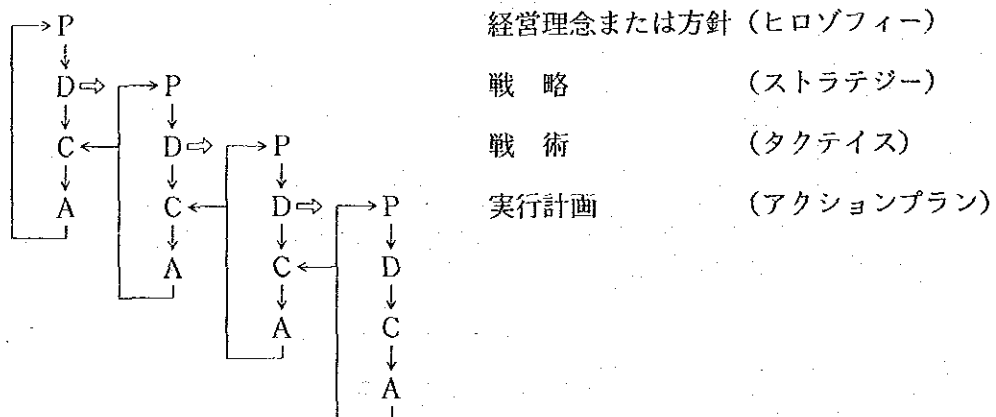 P 経営理念または方針（ヒロゾフィー）
D P 戦 略 （ストラテジー）
C D P 戦 術 （タクテイス）
A C D P 実行計画 （アクションプラン）
A C D
A C
A